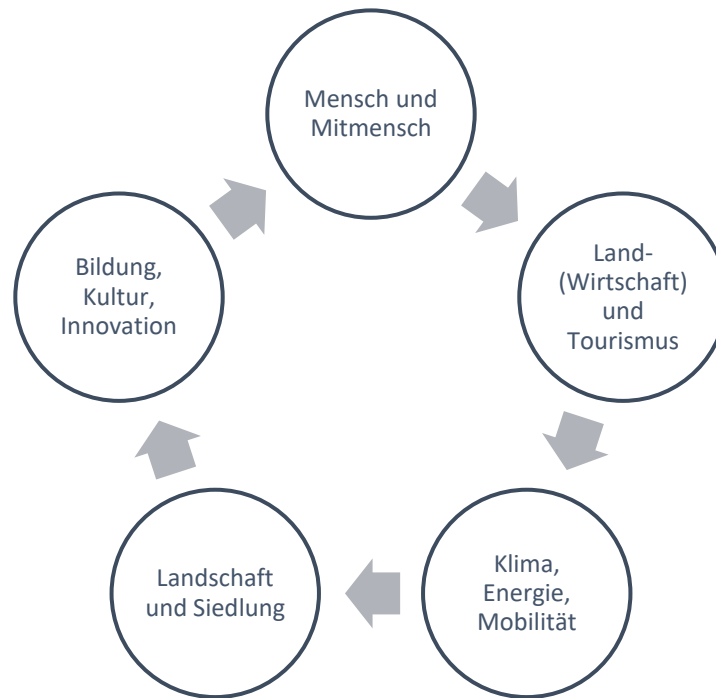 Mensch und
Mitmensch
Land-
(Wirtschaft)
und
Tourismus
Klima,
Energie,
Mobilität
Landschaft
und Siedlung
Bildung,
Kultur,
Innovation